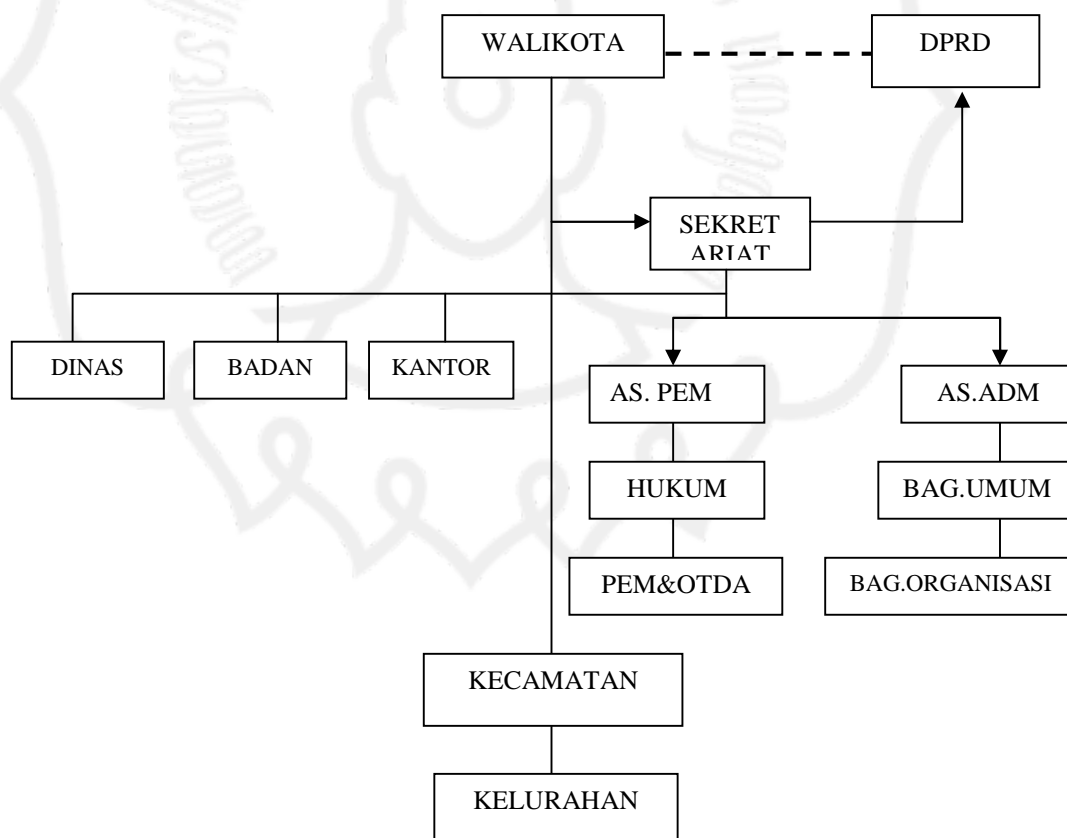 WALIKOTA
DPRD
SEKRET
ARIAT
DINAS
BADAN
KANTOR
AS. PEM
AS.ADM
HUKUM
BAG.UMUM
PEM&OTDA
BAG.ORGANISASI
KECAMATAN
KELURAHAN